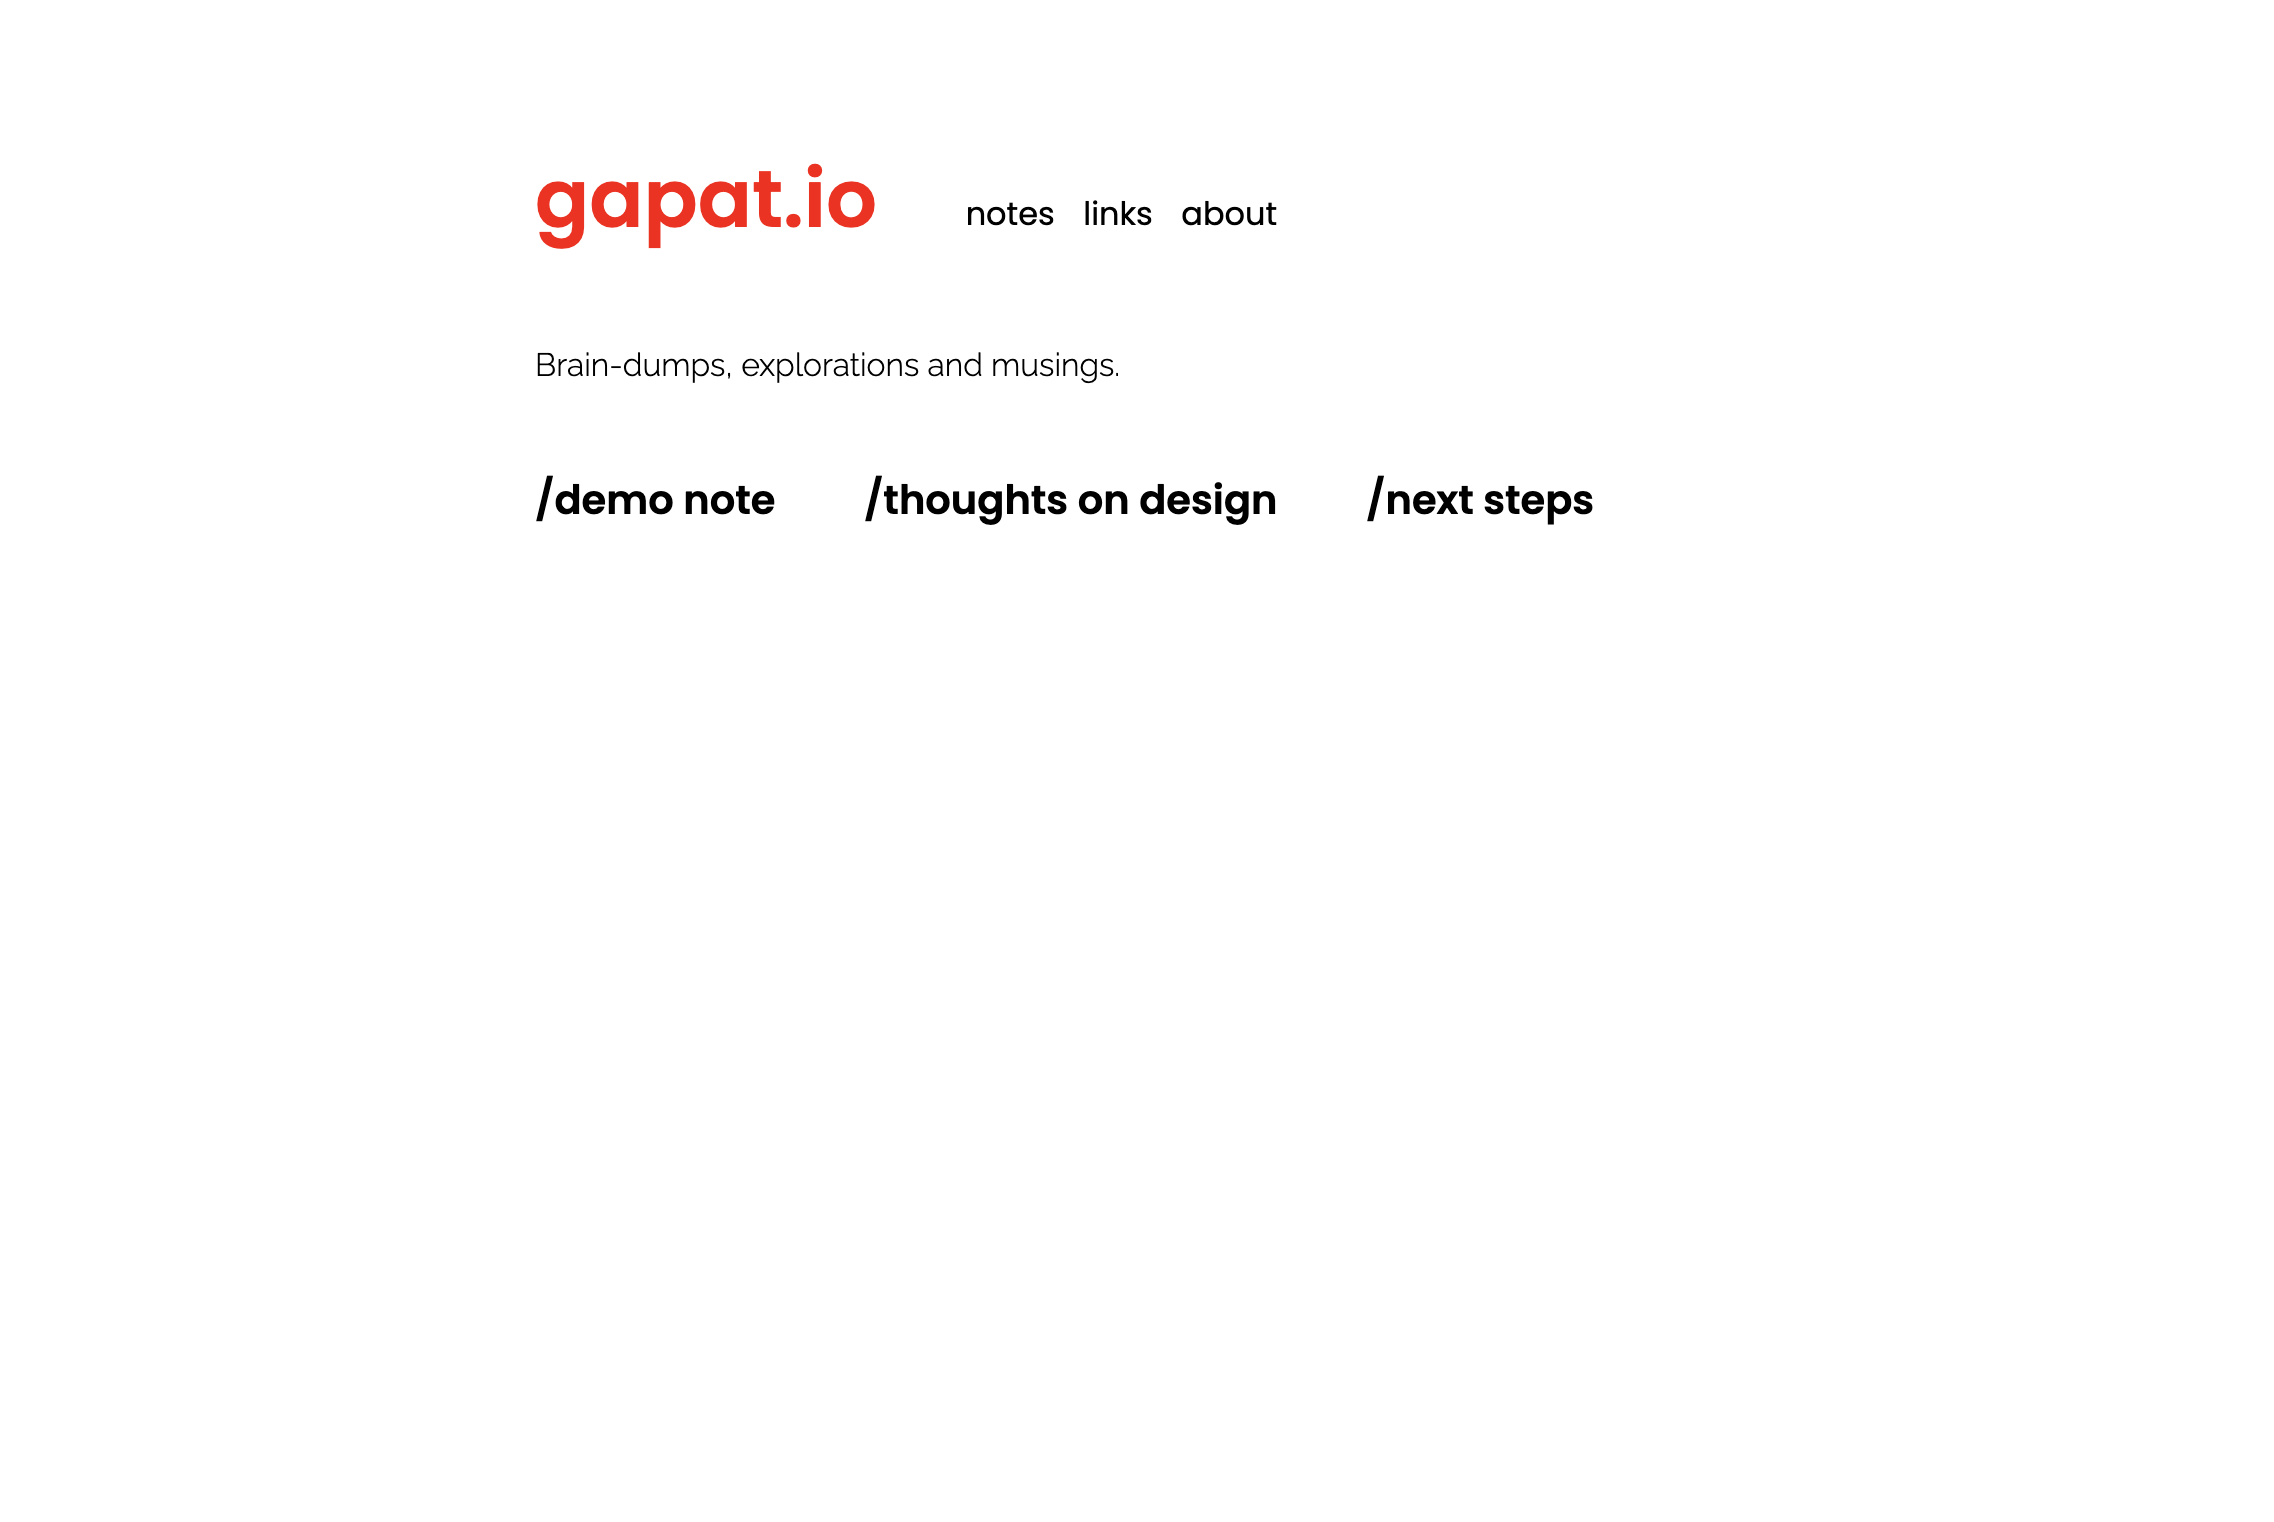 gapat.io notes links about
Brain-dumps, explorations and musings.
/demo note /thoughts on design /next steps